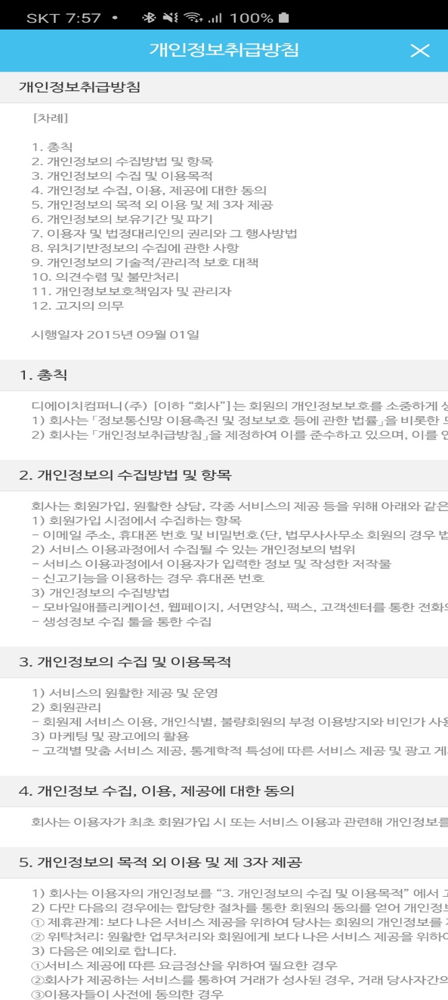 SKT 7:57 • 100%
개인정보취급방침
개인정보취급방침
[차례]
1. 총칙
2. 개인정보의 수집방법 및 항목
3. 개인정보의 수집 및 이용목적
4. 개인정보 수집, 이용, 제공에 대한 동의
5. 개인정보의 목적 외 이용 및 제 3자 제공
6. 개인정보의 보유기간 및 파기
7. 이용자 및 법정대리인의 권리와 그 행사방법
8. 위치기반정보의 수집에 관한 사항
9. 개인정보의 기술적/관리적 보호 대책
10. 의견수렴 및 불만처리
11. 개인정보보호책임자 및 관리자
12. 고지의 의무
시행일자 2015년 09월 01일
1. 총칙
디에이치컴퍼니(주) [이하 “회사”]는 회원의 개인정보보호를 소중하게
1) 회사는 「정보통신망 이용촉진 및 정보보호 등에 관한 법률」을 비롯한
2) 회사는 「개인정보취급방침」을 제정하여 이를 준수하고 있으며, 이를
2. 개인정보의 수집방법 및 항목
회사는 회원가입, 원활한 상담, 각종 서비스의 제공 등을 위해 아래와 같은
1) 회원가입 시점에서 수집하는 항목
- 이메일 주소, 휴대폰 번호 및 비밀번호(단, 법무사사무소 회원의 경우 법
2) 서비스 이용과정에서 수집될 수 있는 개인정보의 범위
- 서비스 이용과정에서 이용자가 입력한 정보 및 작성한 저작물
- 신고기능을 이용하는 경우 휴대폰 번호
3) 개인정보의 수집방법
- 모바일애플리케이션, 웹페이지, 서면양식, 팩스, 고객센터를 통한
- 생성정보 수집 툴을 통한 수집
3. 개인정보의 수집 및 이용목적
1) 서비스의 원활한 제공 및 운영
2) 회원관리
- 회원제 서비스 이용, 개인식별, 불량회원의 부정 이용방지와 비인가
3) 마케팅 및 광고에의 활용
- 고객별 맞춤 서비스 제공, 통계학적 특성에 따른 서비스 제공 및 광고
4. 개인정보 수집, 이용, 제공에 대한 동의
회사는 이용자가 최초 회원가입 시 또는 서비스 이용과 관련해 개인정보를
5. 개인정보의 목적 외 이용 및 제 3자 제공
1) 회사는 이용자의 개인정보를 “3. 개인정보의 수집 및 이용목적” 에서
2) 다만 다음의 경우에는 합당한 절차를 통한 회원의 동의를 얻어
① 제휴관계: 보다 나은 서비스 제공을 위하여 당사는 회원의 개인정보를
② 위탁처리: 원활한 업무처리와 회원에게 보다 나은 서비스 제공을 위하여
3) 다음은 예외로 합니다.
①서비스 제공에 따른 요금정산을 위하여 필요한 경우
②회사가 제공하는 서비스를 통하여 거래가 성사된 경우, 거래 당사자간의
③이용자들이 사전에 동의한 경우